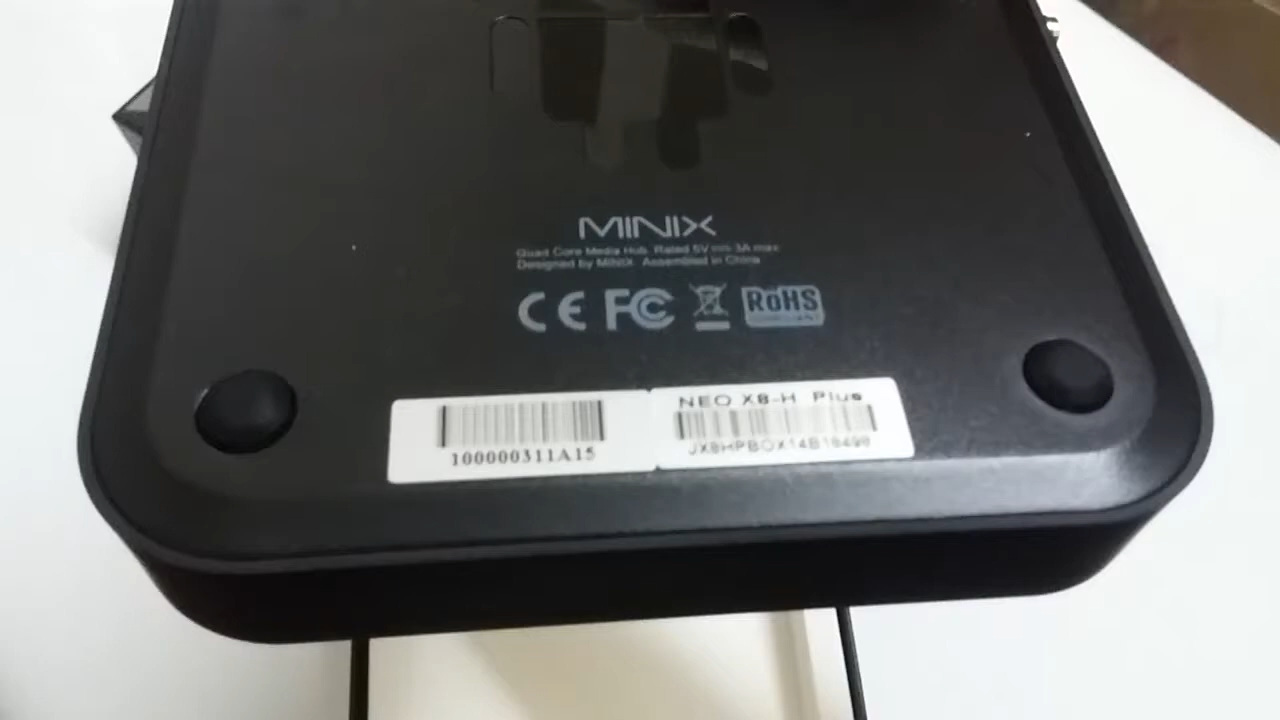 MINIX
Quad Core Media Hub. Rated 5V⎓3A max
Designed by MINIX. Assembled in China
CE FC RoHS
COMPLIANT
NEO X8-H Plus
100000311A15